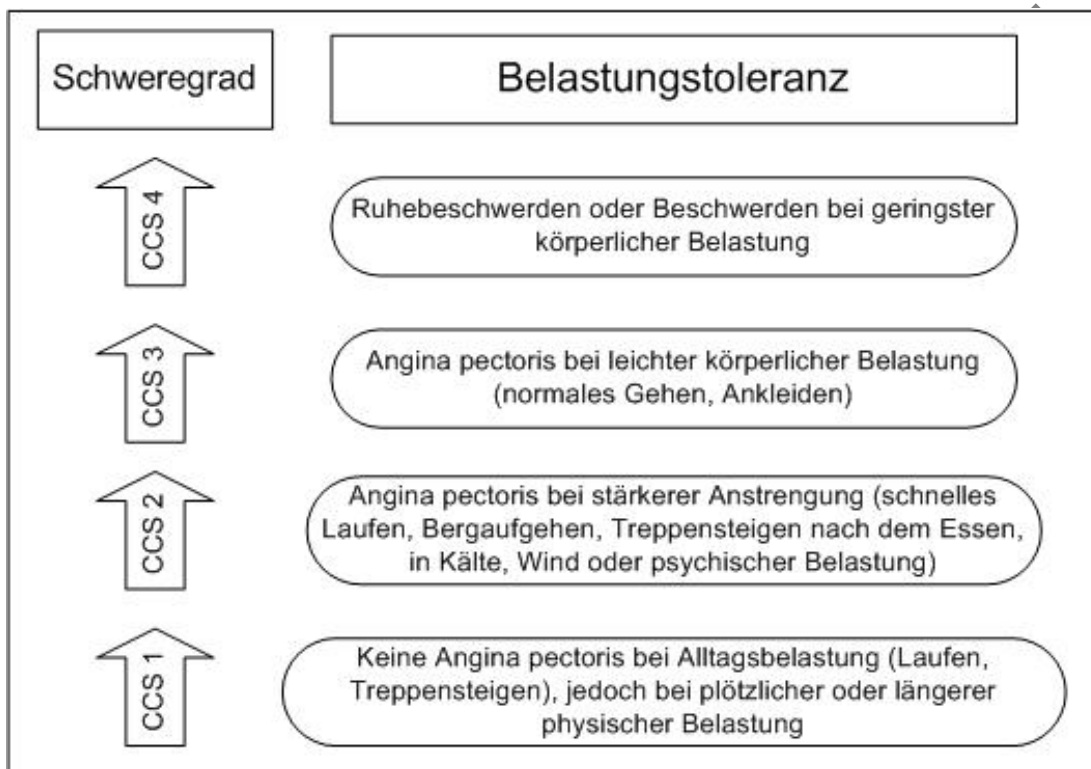 Schweregrad
Belastungstoleranz
CCS 4
Ruhebeschwerden oder Beschwerden bei geringster
körperlicher Belastung
CCS 3
Angina pectoris bei leichter körperlicher Belastung
(normales Gehen, Ankleiden)
CCS 2
Angina pectoris bei stärkerer Anstrengung (schnelles
Laufen, Bergaufgehen, Treppensteigen nach dem Essen,
in Kälte, Wind oder psychischer Belastung)
CCS 1
Keine Angina pectoris bei Alltagsbelastung (Laufen,
Treppensteigen), jedoch bei plötzlicher oder längerer
physischer Belastung